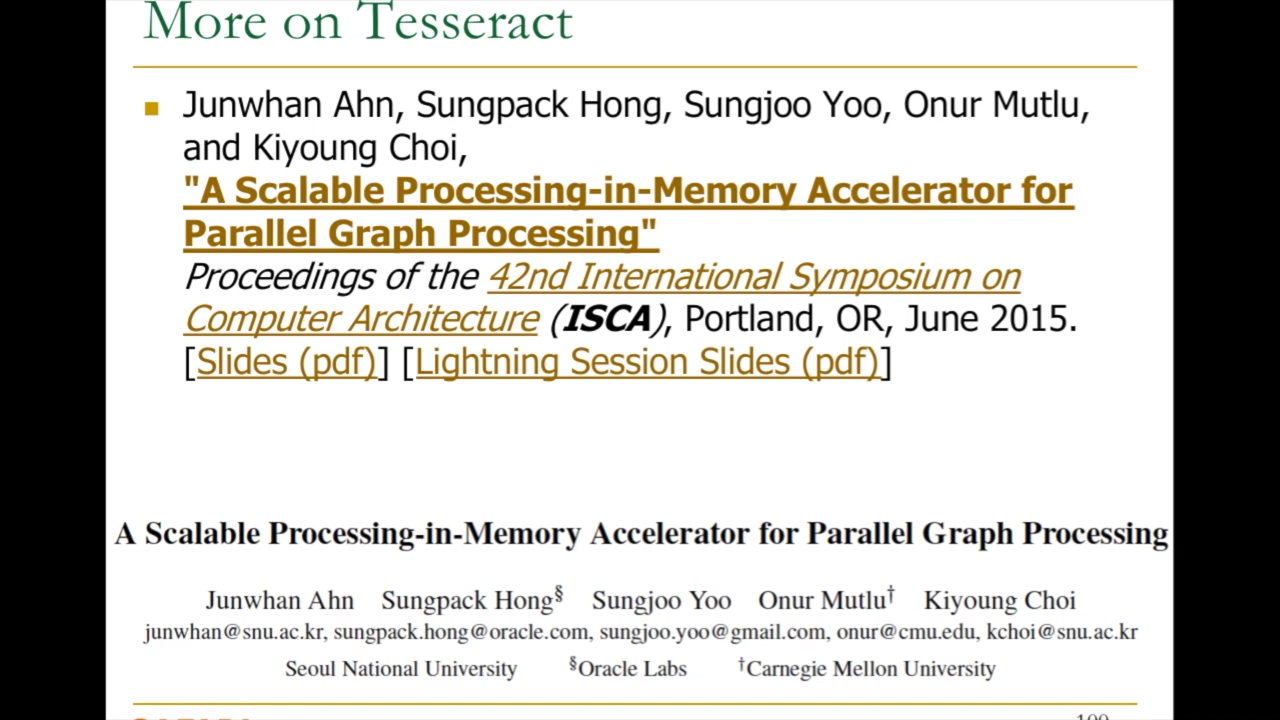 More on Tesseract
Junwhan Ahn, Sungpack Hong, Sungjoo Yoo, Onur Mutlu,
and Kiyoung Choi,
"A Scalable Processing-in-Memory Accelerator for
Parallel Graph Processing"
Proceedings of the 42nd International Symposium on
Computer Architecture (ISCA), Portland, OR, June 2015.
[Slides (pdf)] [Lightning Session Slides (pdf)]
A Scalable Processing-in-Memory Accelerator for Parallel Graph Processing
Junwhan Ahn Sungpack Hong§ Sungjoo Yoo Onur Mutlu† Kiyoung Choi
junwhan@snu.ac.kr, sungpack.hong@oracle.com, sungjoo.yoo@gmail.com, onur@cmu.edu, kchoi@snu.ac.kr
Seoul National University §Oracle Labs †Carnegie Mellon University